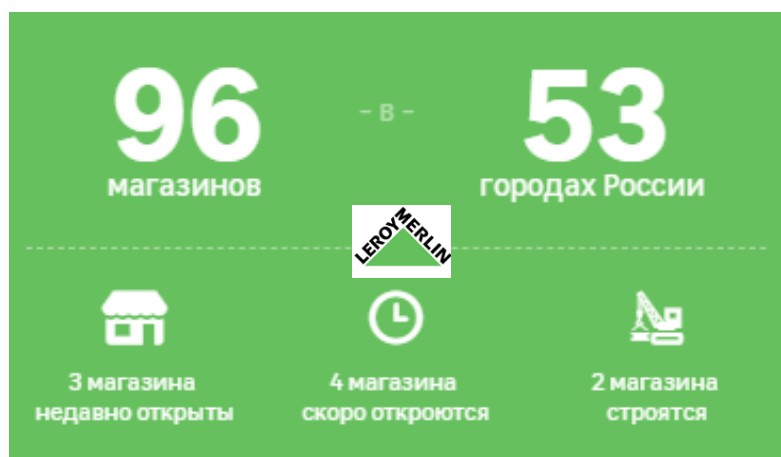 96
- в -
53
магазинов
городах России
LEROY MERLIN
3 магазина
недавно открыты
4 магазина
скоро откроются
2 магазина
строятся